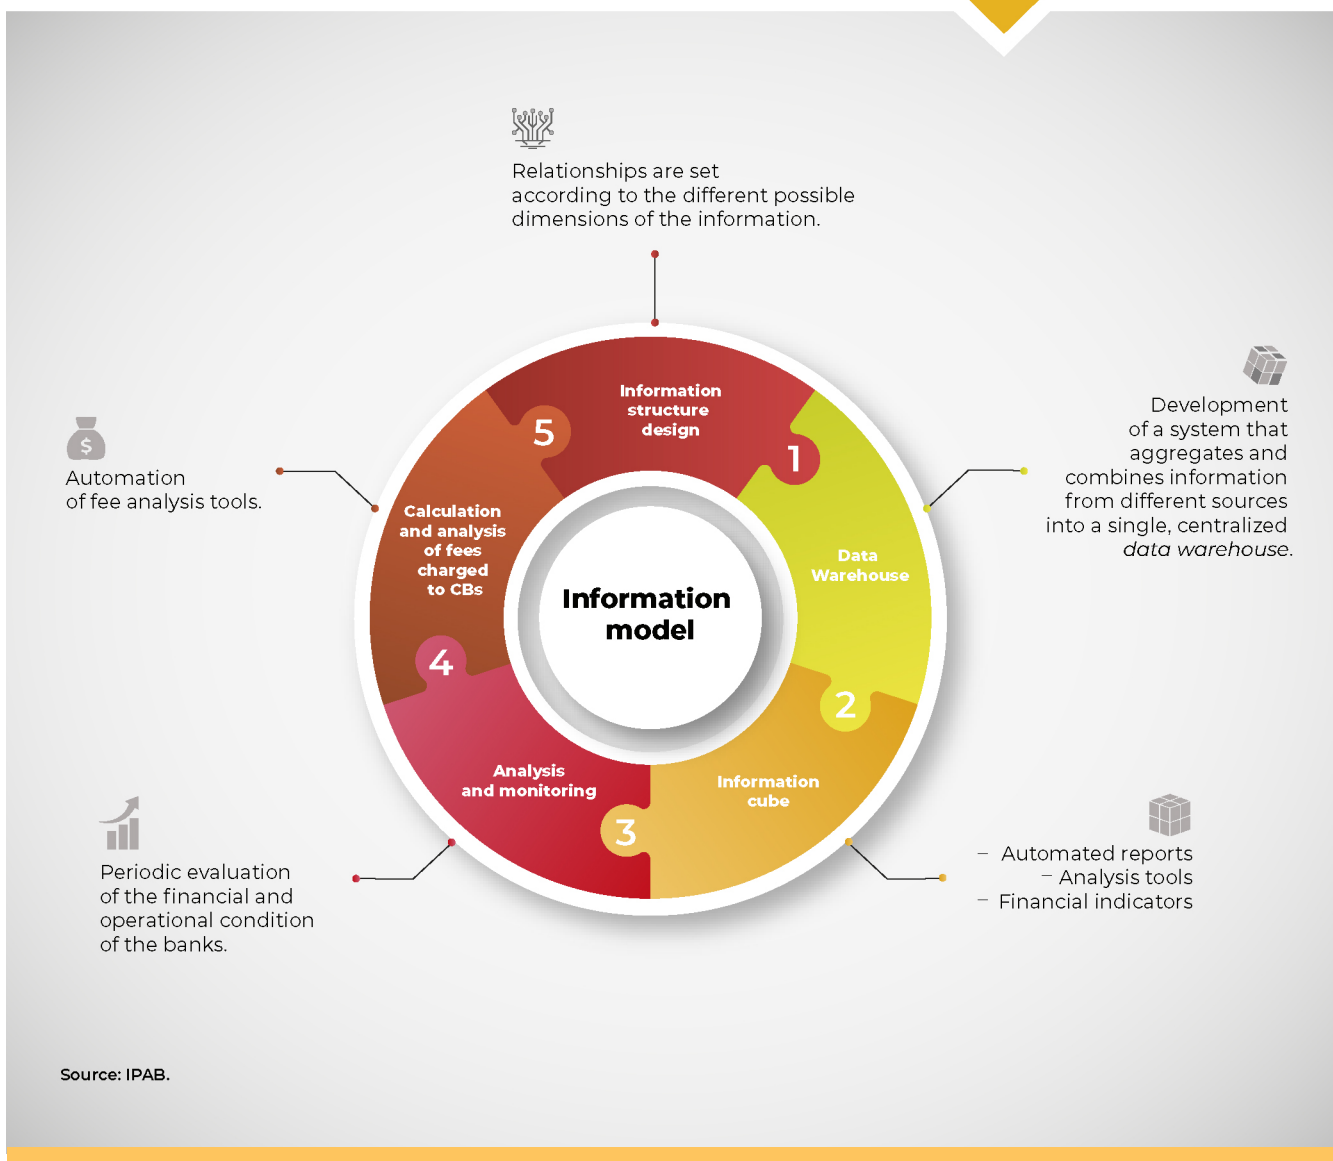 Relationships are set
according to the different possible
dimensions of the information.
Information
structure
design
1
Development
of a system that
aggregates and
combines information
from different sources
into a single, centralized
data warehouse.
Data
Warehouse
2
– Automated reports
– Analysis tools
– Financial indicators
Information
cube
3
Periodic evaluation
of the financial and
operational condition
of the banks.
Analysis
and monitoring
4
$
Automation
of fee analysis tools.
Calculation
and analysis
of fees
charged
to CBs
5
Information
model
Source: IPAB.